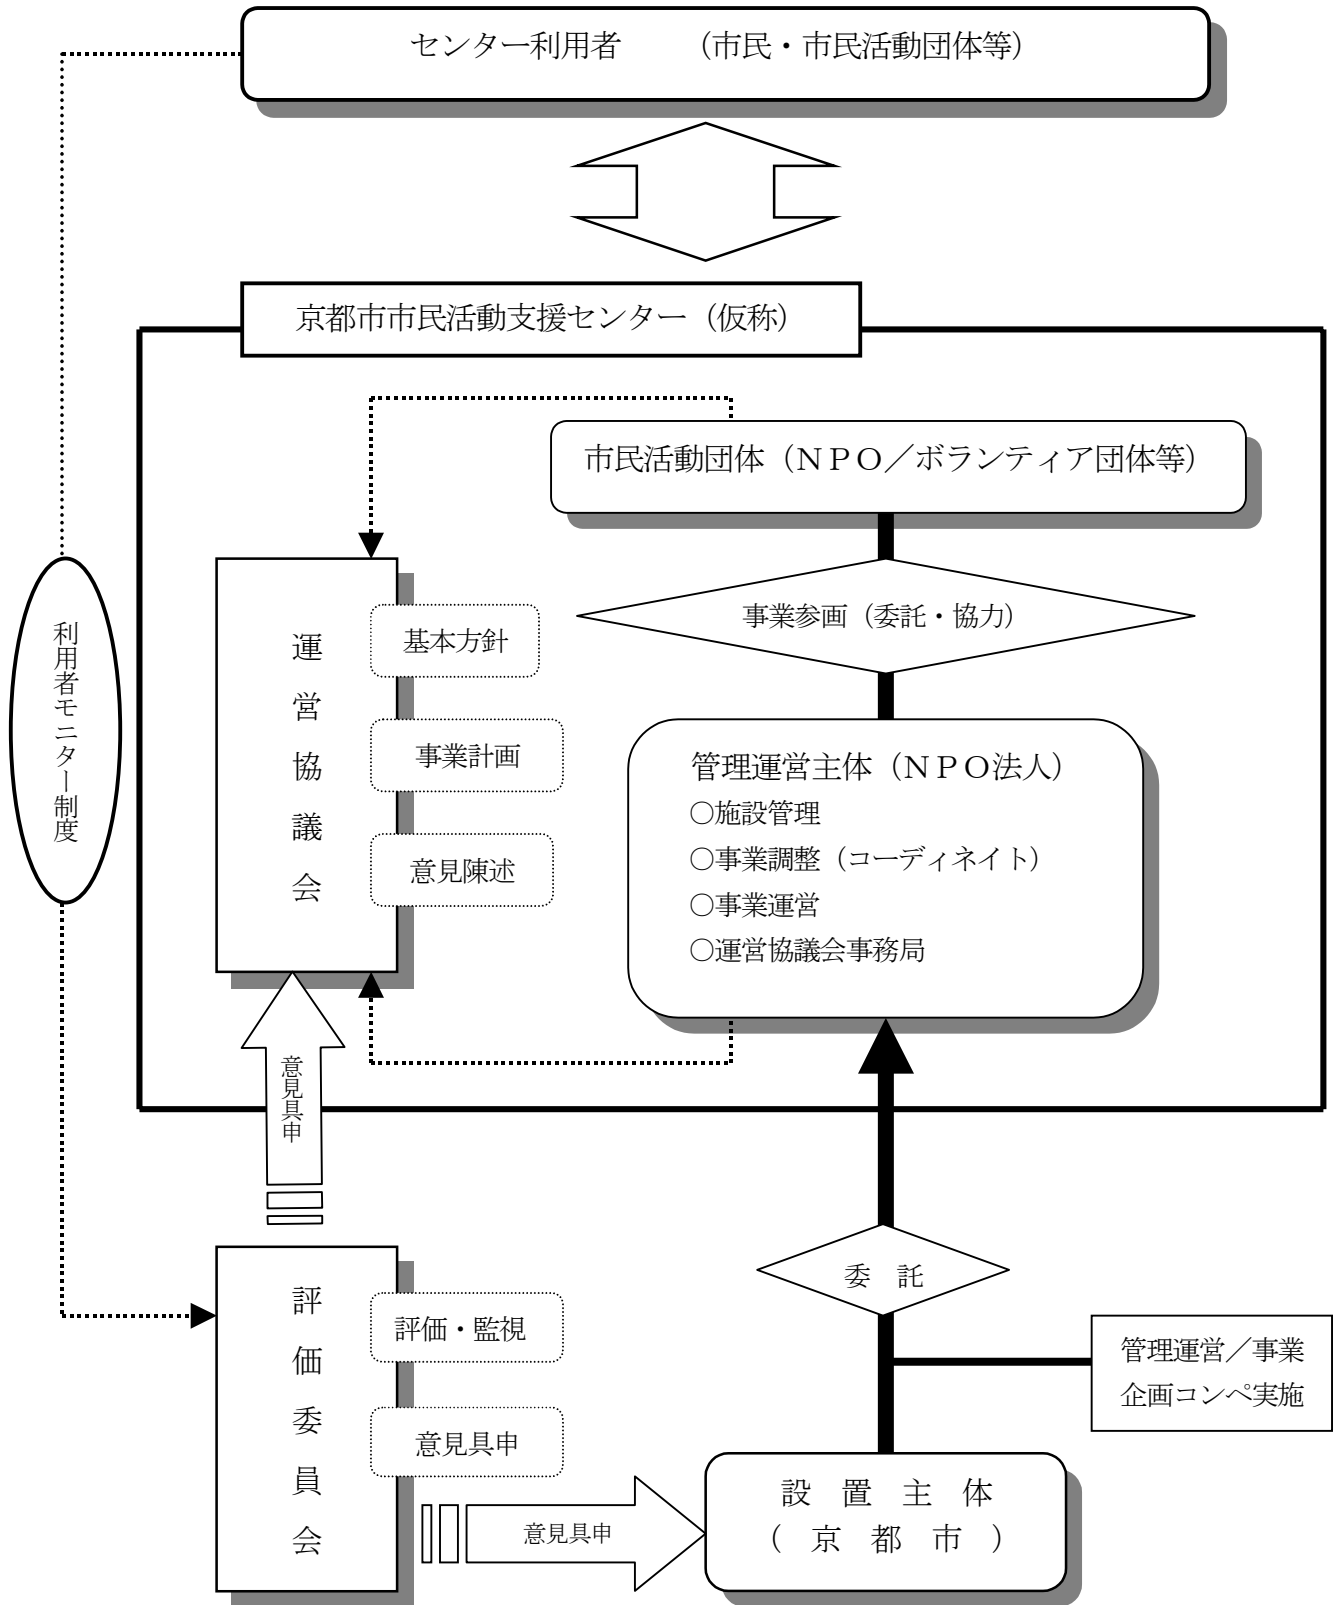 センター利用者　　（市民・市民活動団体等）
京都市市民活動支援センター（仮称）
市民活動団体（ＮＰＯ／ボランティア団体等）
事業参画（委託・協力）
運営協議会
基本方針
事業計画
意見陳述
利用者モニター制度
管理運営主体（ＮＰＯ法人）
○施設管理
○事業調整（コーディネイト）
○事業運営
○運営協議会事務局
意見具申
委　託
評価委員会
評価・監視
意見具申
管理運営／事業
企画コンペ実施
意見具申
設　置　主　体
（　京　都　市　）